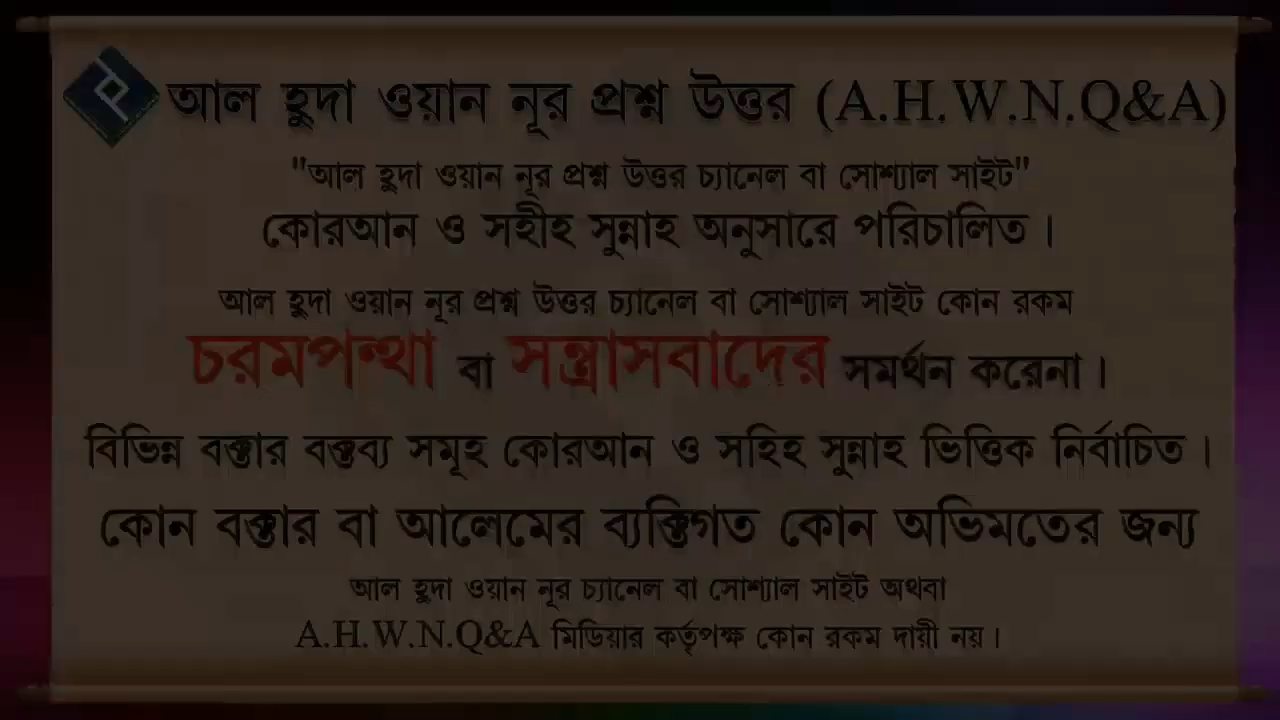 আল হুদা ওয়ান নূর প্রশ্ন উত্তর (A.H.W.N.Q&A)
"আল হুদা ওয়ান নূর প্রশ্ন উত্তর চ্যানেল বা সোশ্যাল সাইট"
কোরআন ও সহীহ সুন্নাহ অনুসারে পরিচালিত।
আল হুদা ওয়ান নূর প্রশ্ন উত্তর চ্যানেল বা সোশ্যাল সাইট কোন রকম
চরমপন্থা বা সন্ত্রাসবাদের সমর্থন করেনা।
বিভিন্ন বক্তার বক্তব্য সমূহ কোরআন ও সহিহ সুন্নাহ ভিত্তিক নির্বাচিত।
কোন বক্তার বা আলেমের ব্যক্তিগত কোন অভিমতের জন্য
আল হুদা ওয়ান নূর চ্যানেল বা সোশ্যাল সাইট অথবা
A.H.W.N.Q&A মিডিয়ার কর্তৃপক্ষ কোন রকম দায়ী নয়।